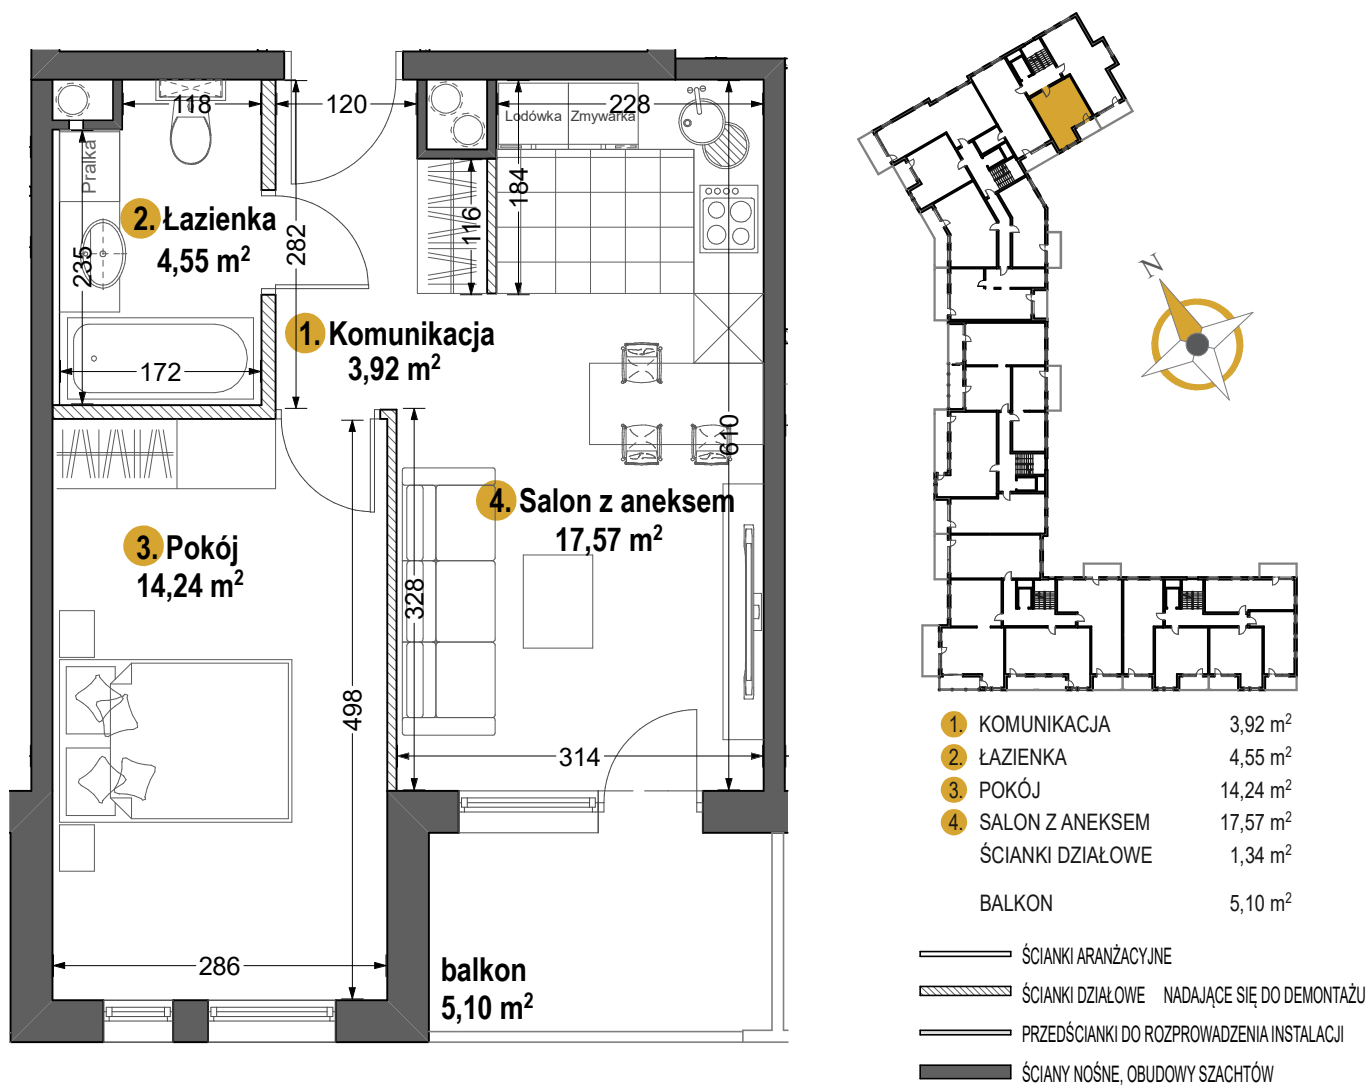 118
120
228
Lodówka Zmywarka
Pralka
184
116
2. Łazienka
4,55 m²
235
282
1. Komunikacja
3,92 m²
172
610
4. Salon z aneksem
17,57 m²
3. Pokój
14,24 m²
328
498
314
286
balkon
5,10 m²
N
1. KOMUNIKACJA 3,92 m²
2. ŁAZIENKA 4,55 m²
3. POKÓJ 14,24 m²
4. SALON Z ANEKSEM 17,57 m²
ŚCIANKI DZIAŁOWE 1,34 m²
BALKON 5,10 m²
ŚCIANKI ARANŻACYJNE
ŚCIANKI DZIAŁOWE NADAJĄCE SIĘ DO DEMONTAŻU
PRZEDŚCIANKI DO ROZPROWADZENIA INSTALACJI
ŚCIANY NOŚNE, OBUDOWY SZACHTÓW